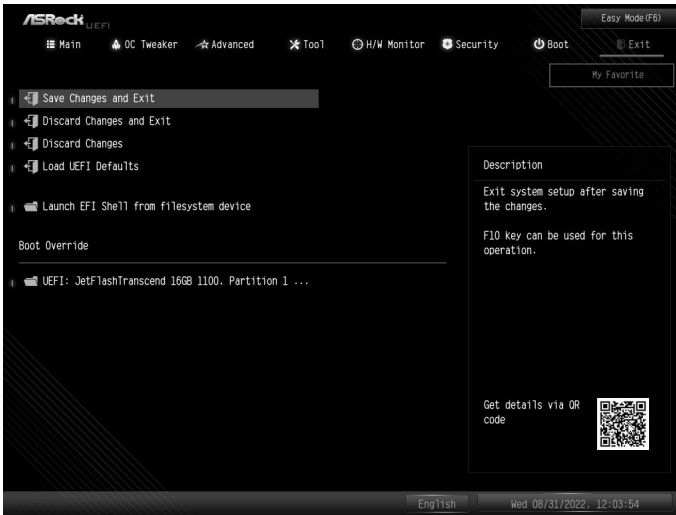 ASRock UEFI
Easy Mode(F6)
Main OC Tweaker Advanced Tool H/W Monitor Security Boot Exit
My Favorite
Save Changes and Exit
Discard Changes and Exit
Discard Changes
Load UEFI Defaults
Launch EFI Shell from filesystem device
Boot Override
UEFI: JetFlashTranscend 16GB 1100, Partition 1 ...
Description
Exit system setup after saving
the changes.
F10 key can be used for this
operation.
Get details via QR
code
English
Wed 08/31/2022, 12:03:54